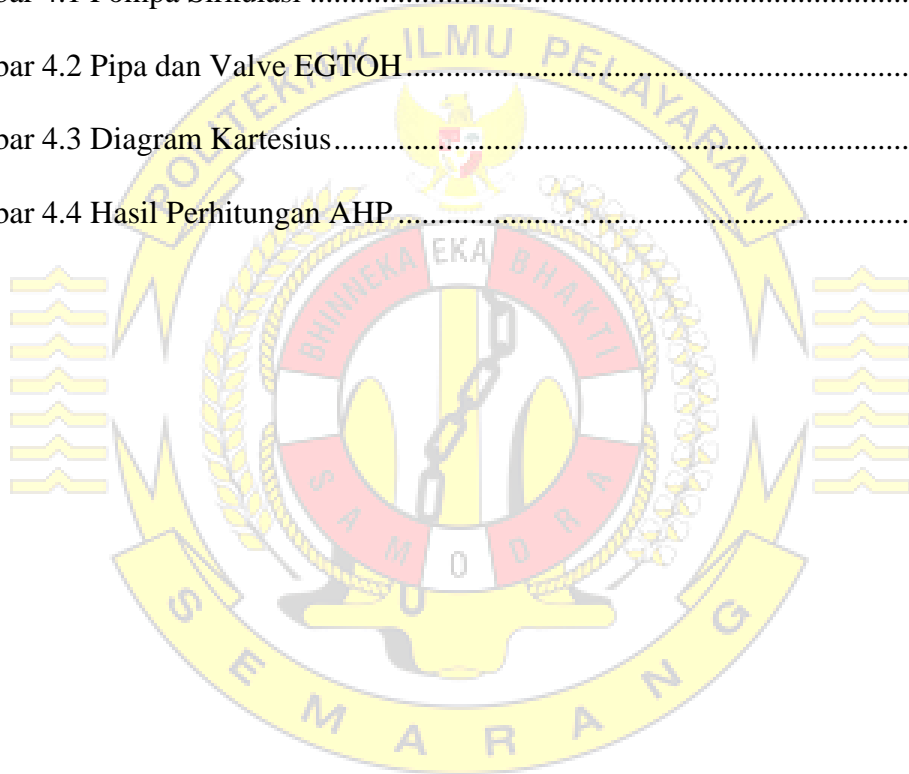 bar 4.1 Pompa Sirkulasi ...........................................................................
bar 4.2 Pipa dan Valve EGTOH...............................................................
bar 4.3 Diagram Kartesius.........................................................................
bar 4.4 Hasil Perhitungan AHP ................................................................
POLITEKNIK ILMU PELAYARAN
BHINNEKA EKA BHAKTI
SAMODRA
SEMARANG